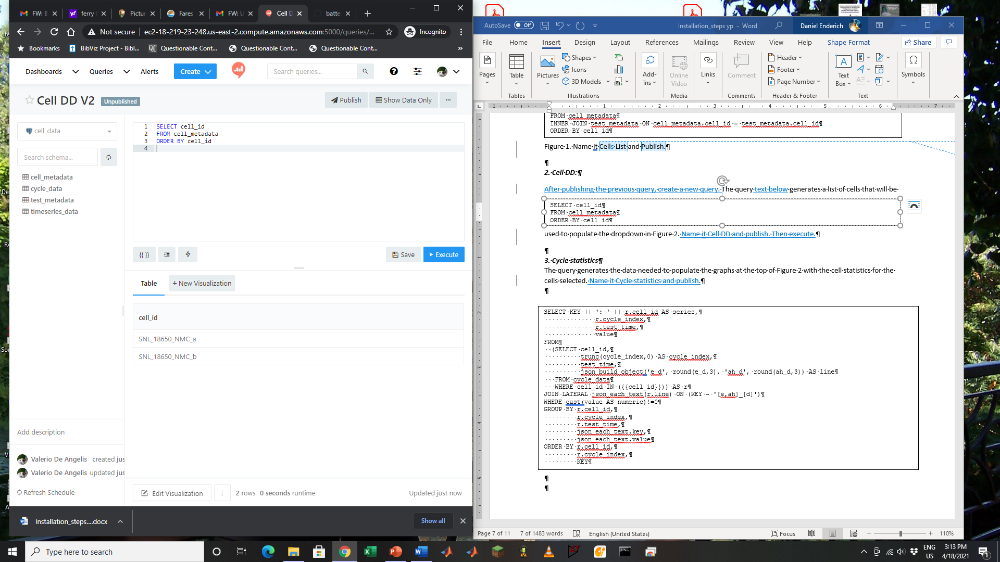 FW: B
ferry t
Pictur
Fares
FW: U
Cell D
batte
Not secure
ec2-18-219-23-248.us-east-2.compute.amazonaws.com:5000/queries/...
Incognito
Bookmarks
BibViz Project - Bibl...
Questionable Cont...
Questionable Cont...
Questionable Cont...
Dashboards
Queries
Alerts
Create
Search queries...
Cell DD V2
Unpublished
Publish
Show Data Only
cell_data
Search schema...
cell_metadata
cycle_data
test_metadata
timeseries_data
1 SELECT cell_id
2 FROM cell_metadata
3 ORDER BY cell_id
4
{{ }}
Save
Execute
Table
+ New Visualization
cell_id
SNL_18650_NMC_a
SNL_18650_NMC_b
Add description
Valerio De Angelis created jus
Valerio De Angelis updated jus
Refresh Schedule
Edit Visualization
2 rows 0 seconds runtime
Updated just now
Installation_steps....docx
Show all
AutoSave Off
Installation_steps yp - Word
Daniel Enderich
File Home Insert Design Layout References Mailings Review View Help Shape Format
Share
Pages
Table
Pictures
Shapes
Icons
3D Models
Add-ins
Online Video
Links
Comment
Header
Footer
Page Number
Text Box
Symbols
Tables
Illustrations
Media
Comments
Header & Footer
Text
FROM cell_metadata¶
INNER JOIN test_metadata ON cell_metadata.cell_id = test_metadata.cell_id¶
ORDER BY cell_id¶
Figure 1. Name it Cells List and Publish.¶
¶
2. Cell DD:¶
After publishing the previous query, create a new query. The query text below generates a list of cells that will be
SELECT cell_id¶
FROM cell_metadata¶
ORDER BY cell_id¶
used to populate the dropdown in Figure 2. Name it Cell DD and publish. Then execute.¶
¶
3. Cycle statistics¶
The query generates the data needed to populate the graphs at the top of Figure 2 with the cell statistics for the
cells selected. Name it Cycle statistics and publish.¶
¶
SELECT KEY || ': ' || r.cell_id AS series,¶
r.cycle_index,¶
r.test_time,¶
value¶
FROM¶
(SELECT cell_id,¶
trunc(cycle_index,0) AS cycle_index,¶
test_time,¶
json_build_object('e_d', round(e_d,3), 'ah_d', round(ah_d,3)) AS line¶
FROM cycle_data¶
WHERE cell_id IN ({{cell_id}})) AS r¶
JOIN LATERAL json_each_text(r.line) ON (KEY ~ '[e,ah]_[d]')¶
WHERE cast(value AS numeric)!=0¶
GROUP BY r.cell_id,¶
r.cycle_index,¶
r.test_time,¶
json_each_text.key,¶
json_each_text.value¶
ORDER BY r.cell_id,¶
r.cycle_index,¶
KEY¶
¶
¶
Page 7 of 11
7 of 1483 words
English (United States)
Focus
110%
Type here to search
ENG
US
3:13 PM
4/18/2021